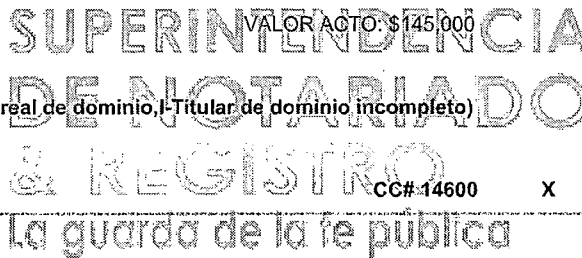 SUPERINTENDENCIA
VALOR ACTO: $145,000
DE NOTARIADO
real de dominio,I-Titular de dominio incompleto)
& REGISTRO
CC# 14600 X
La guarda de la fe pública